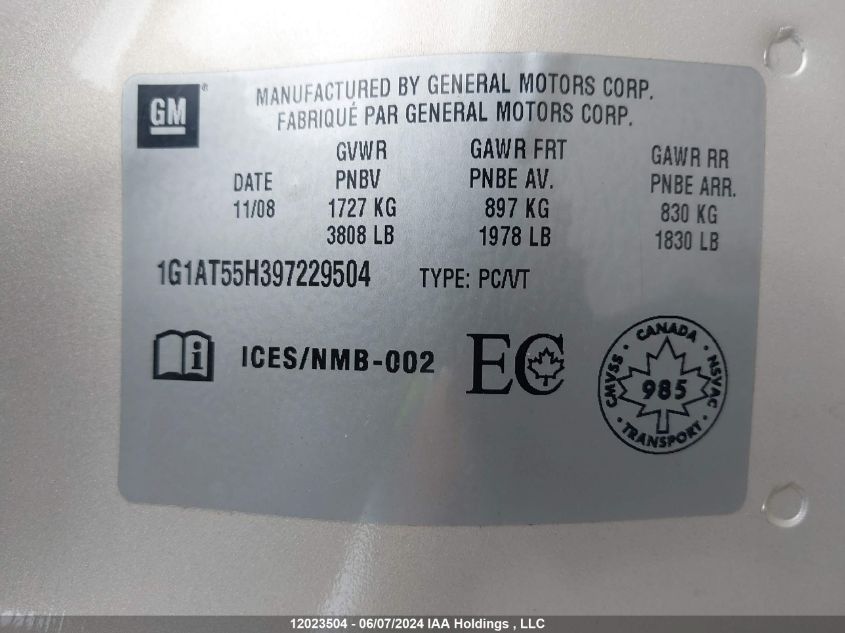 GM
MANUFACTURED BY GENERAL MOTORS CORP.
FABRIQUÉ PAR GENERAL MOTORS CORP.
GVWR GAWR FRT GAWR RR
DATE PNBV PNBE AV. PNBE ARR.
11/08 1727 KG 897 KG 830 KG
3808 LB 1978 LB 1830 LB
1G1AT55H397229504 TYPE: PC/VT
i ICES/NMB-002 EC
CANADA
CMVSS · NSVAC
985
TRANSPORT
12023504 - 06/07/2024 IAA Holdings , LLC